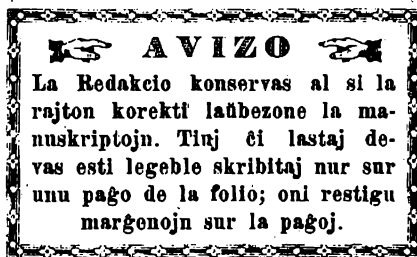 AVIZO
La Redakcio konservas al si la
rajton korekti laŭbezone la ma-
nuskriptojn. Tiuj ĉi lastaj de-
vas esti legeble skribitaj nur sur
unu paĝo de la folio; oni restigu
marĝenojn sur la paĝoj.